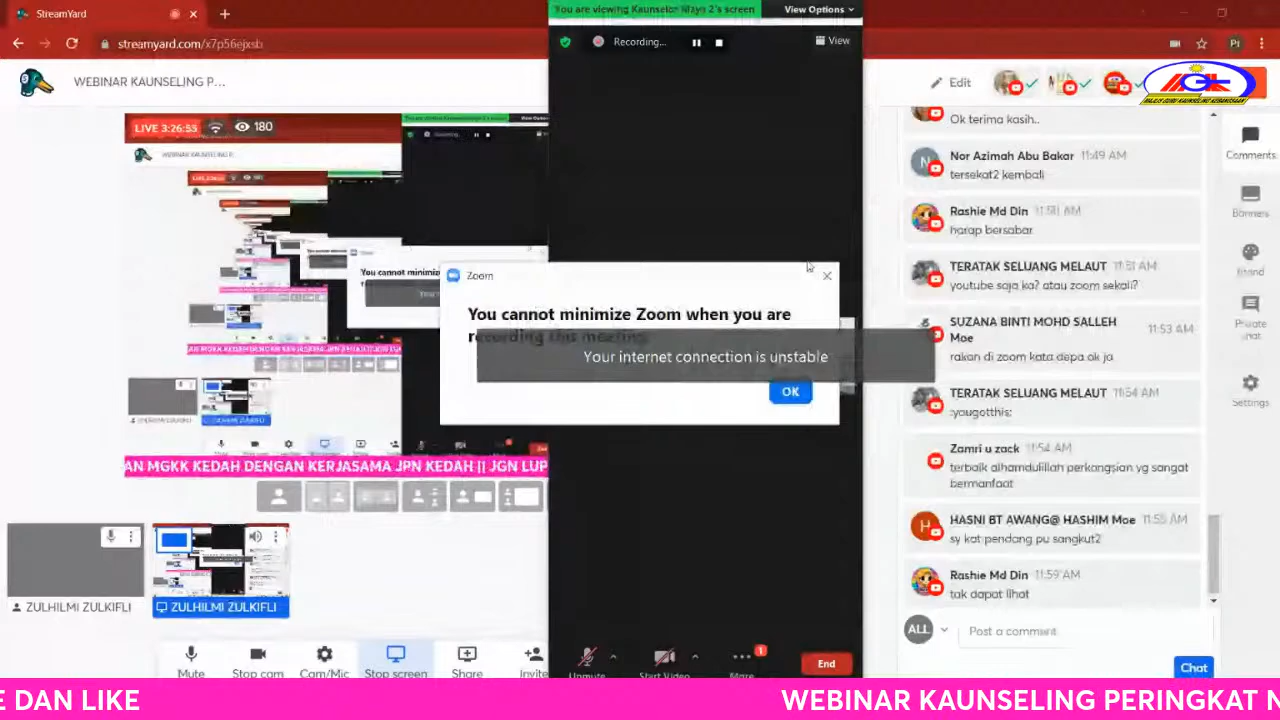 StreamYard
You are viewing Kaunselor Maya 2's screen
View Options
streamyard.com/x7p56ejxsb
Recording...
View
WEBINAR KAUNSELING P...
Edit
LIVE 3:26:55
180
Ok terima kasih..
Nor Azimah Abu Bakar 11:49 AM
tersekat2 kembali
Rashie Md Din
harap bersabar
TERATAK SELUANG MELAUT 11:51 AM
youtube saja ka? atau zoom sekali?
SUZANA BINTI MOHD SALLEH
Moe
11:53 AM
rakan di zoom kata depa ok ja
TERATAK SELUANG MELAUT 11:54 AM
:yougotthis:
Zamri u zack 11:54 AM
terbaik alhamdulillah perkongsian yg sangat
bermanfaat
HASNI BT AWANG@ HASHIM Moe 11:55 AM
sy kat pendang pu sangkut2
Rashie Md Din 11:59 AM
tak dapat lihat
Comments
Banners
Brand
Private
chat
Settings
Zoom
You cannot minimize Zoom when you are
recording this meeting.
Your internet connection is unstable
OK
You cannot minimize
AN MGKK KEDAH DENGAN KERJASAMA JPN KEDAH || JGN LUP
ZULHILMI ZULKIFLI
ZULHILMI ZULKIFLI
Mute
Stop cam
Cam/Mic
Stop screen
Share
Invite
Unmute
Start Video
More
1
End
ALL
Post a comment
Chat
E DAN LIKE
WEBINAR KAUNSELING PERINGKAT N